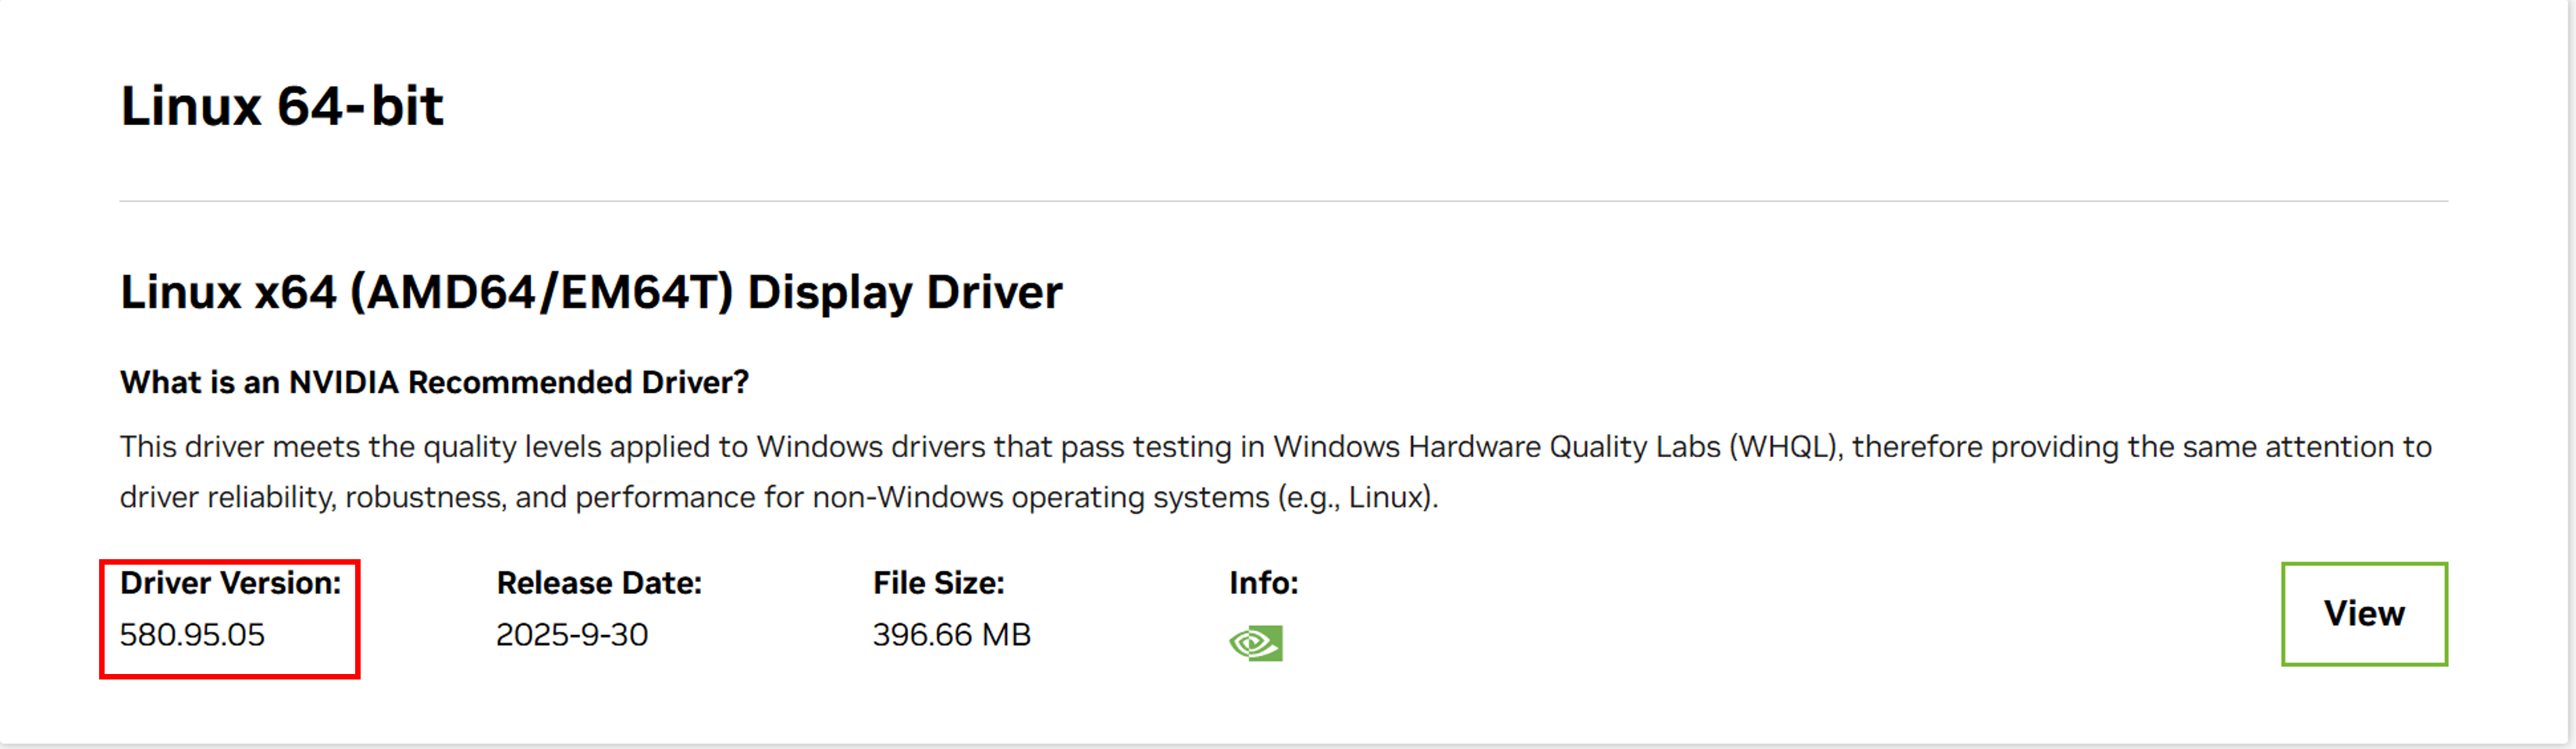 Linux 64-bit
Linux x64 (AMD64/EM64T) Display Driver
What is an NVIDIA Recommended Driver?
This driver meets the quality levels applied to Windows drivers that pass testing in Windows Hardware Quality Labs (WHQL), therefore providing the same attention to
driver reliability, robustness, and performance for non-Windows operating systems (e.g., Linux).
Driver Version: Release Date: File Size: Info:
580.95.05 2025-9-30 396.66 MB
View